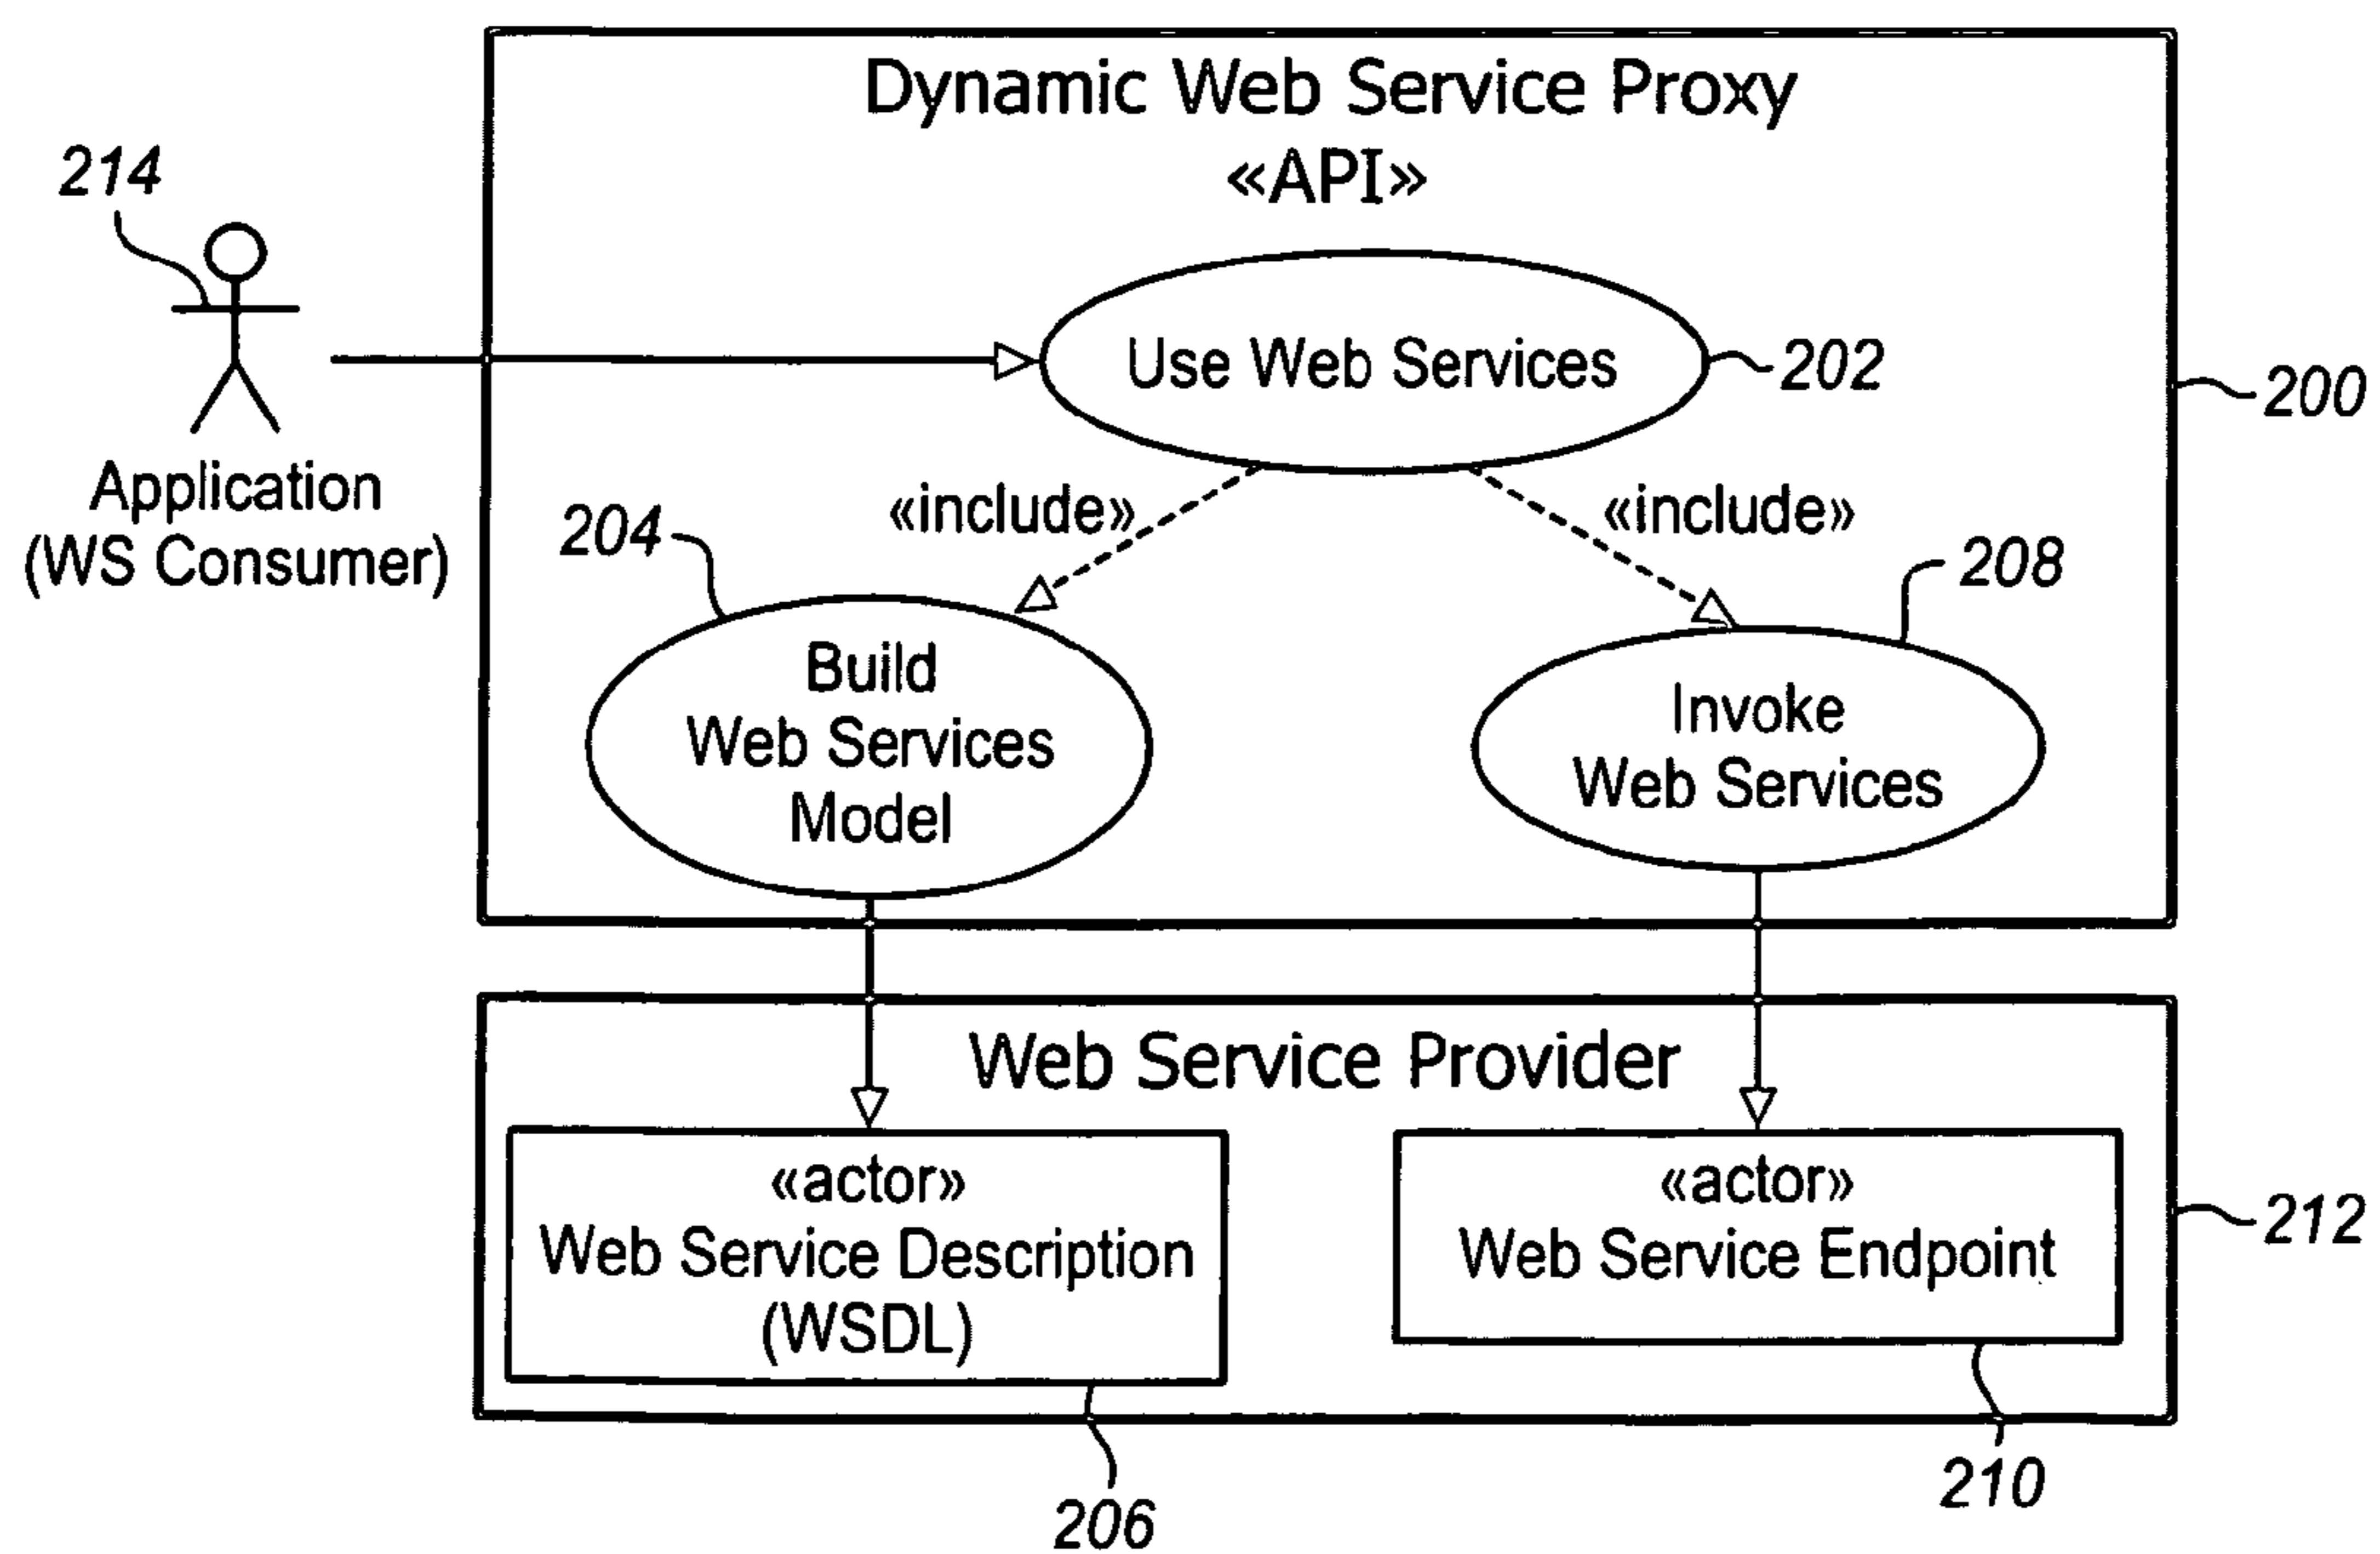 Dynamic Web Service Proxy
«API»
214
Use Web Services
202
200
Application
(WS Consumer)
«include»
«include»
204
208
Build
Web Services
Model
Invoke
Web Services
Web Service Provider
«actor»
Web Service Description
(WSDL)
«actor»
Web Service Endpoint
212
206
210